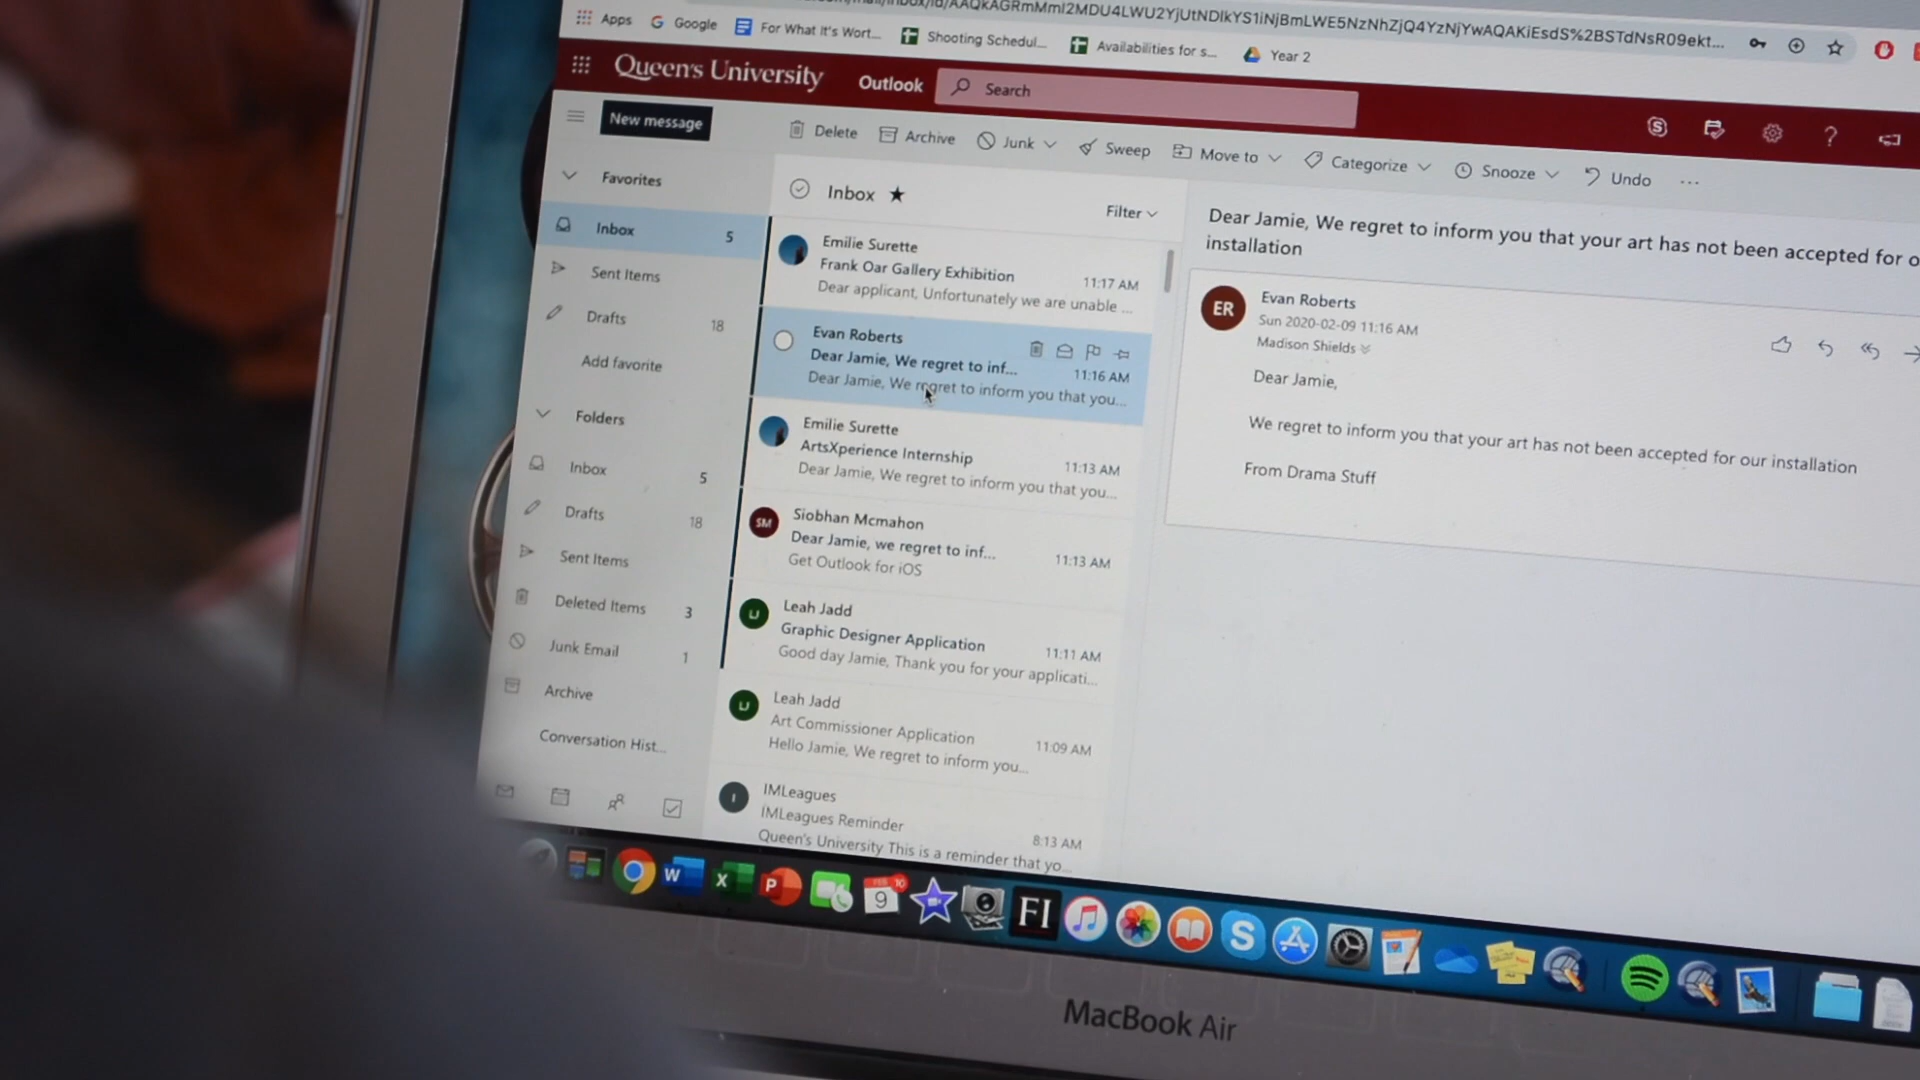 Apps
Google
For What It's Wort...
Shooting Schedul...
Availabilities for s...
Year 2
Queen's University
Outlook
Search
New message
Delete
Archive
Junk
Sweep
Move to
Categorize
Snooze
Undo
...
Favorites
Inbox 5
Sent Items
Drafts 18
Add favorite
Folders
Inbox 5
Drafts 18
Sent Items
Deleted Items 3
Junk Email 1
Archive
Conversation Hist...
Inbox ★
Filter
Emilie Surette
Frank Oar Gallery Exhibition 11:17 AM
Dear applicant, Unfortunately we are unable ...
Evan Roberts
Dear Jamie, We regret to inf... 11:16 AM
Dear Jamie, We regret to inform you that you...
Emilie Surette
ArtsXperience Internship 11:13 AM
Dear Jamie, We regret to inform you that you...
SM
Siobhan Mcmahon
Dear Jamie, we regret to inf... 11:13 AM
Get Outlook for iOS
LJ
Leah Jadd
Graphic Designer Application 11:11 AM
Good day Jamie, Thank you for your applicati...
LJ
Leah Jadd
Art Commissioner Application 11:09 AM
Hello Jamie, We regret to inform you...
I
IMLeagues
IMLeagues Reminder 8:13 AM
Queen's University This is a reminder that yo...
Dear Jamie, We regret to inform you that your art has not been accepted for o
installation
ER
Evan Roberts
Sun 2020-02-09 11:16 AM
Madison Shields
Dear Jamie,
We regret to inform you that your art has not been accepted for our installation
From Drama Stuff
W
X
P
FEB
9
10
FI
S
MacBook Air